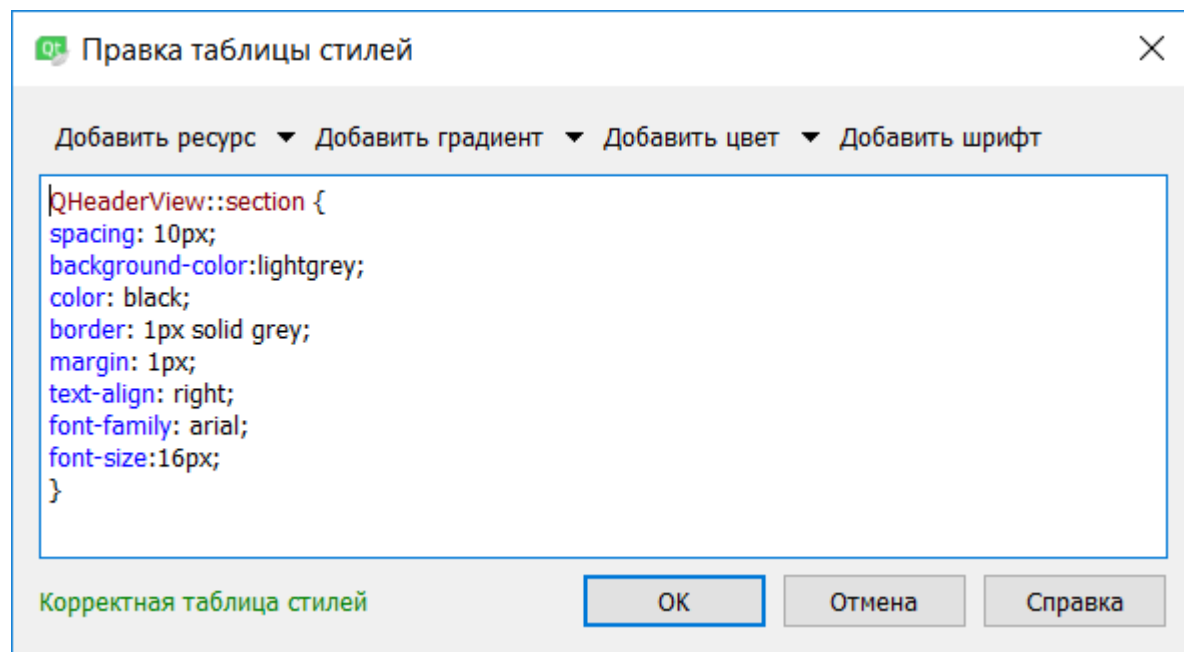 Qt Правка таблицы стилей
Добавить ресурс Добавить градиент Добавить цвет Добавить шрифт
QHeaderView::section {
spacing: 10px;
background-color:lightgrey;
color: black;
border: 1px solid grey;
margin: 1px;
text-align: right;
font-family: arial;
font-size:16px;
}
Корректная таблица стилей OK Отмена Справка